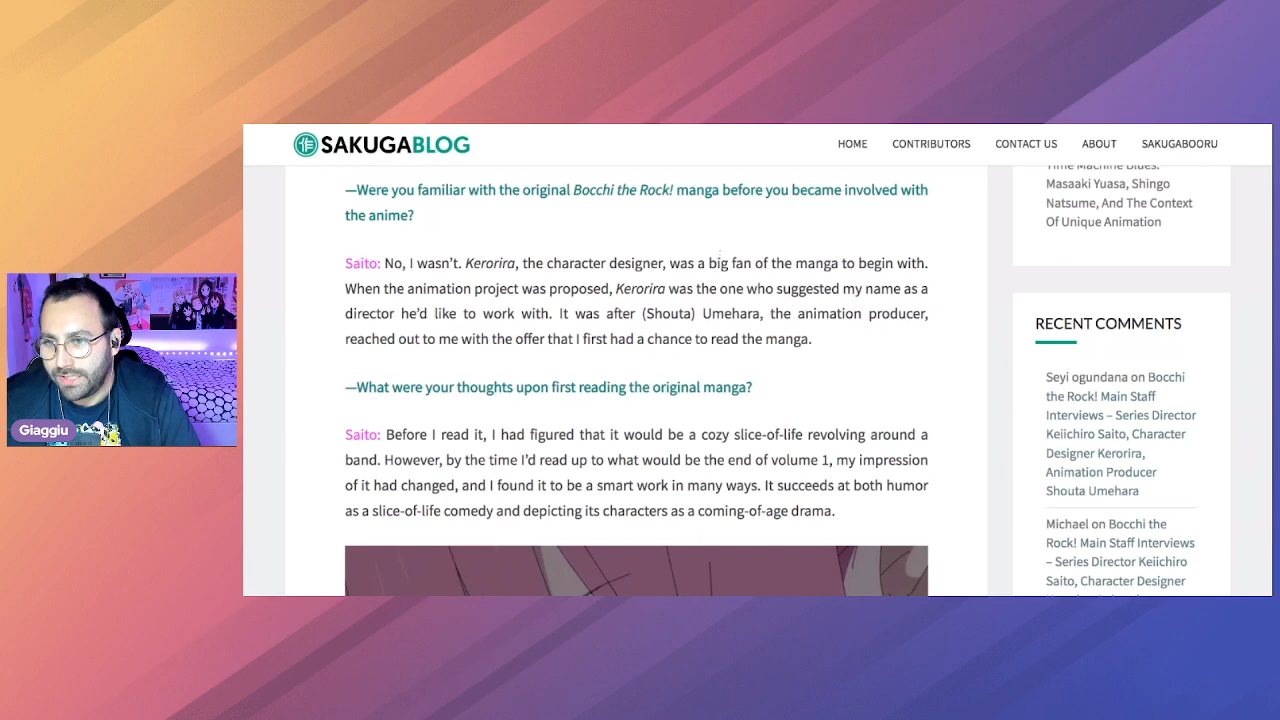 SAKUGABLOG
HOME
CONTRIBUTORS
CONTACT US
ABOUT
SAKUGABOORU
—Were you familiar with the original Bocchi the Rock! manga before you became involved with
the anime?
Saito: No, I wasn't. Kerorira, the character designer, was a big fan of the manga to begin with.
When the animation project was proposed, Kerorira was the one who suggested my name as a
director he'd like to work with. It was after (Shouta) Umehara, the animation producer,
reached out to me with the offer that I first had a chance to read the manga.
—What were your thoughts upon first reading the original manga?
Saito: Before I read it, I had figured that it would be a cozy slice-of-life revolving around a
band. However, by the time I'd read up to what would be the end of volume 1, my impression
of it had changed, and I found it to be a smart work in many ways. It succeeds at both humor
as a slice-of-life comedy and depicting its characters as a coming-of-age drama.
Time Machine Blues:
Masaaki Yuasa, Shingo
Natsume, And The Context
Of Unique Animation
RECENT COMMENTS
Seyi ogundana on Bocchi
the Rock! Main Staff
Interviews – Series Director
Keiichiro Saito, Character
Designer Kerorira,
Animation Producer
Shouta Umehara
Michael on Bocchi the
Rock! Main Staff Interviews
– Series Director Keiichiro
Saito, Character Designer
Giaggiu